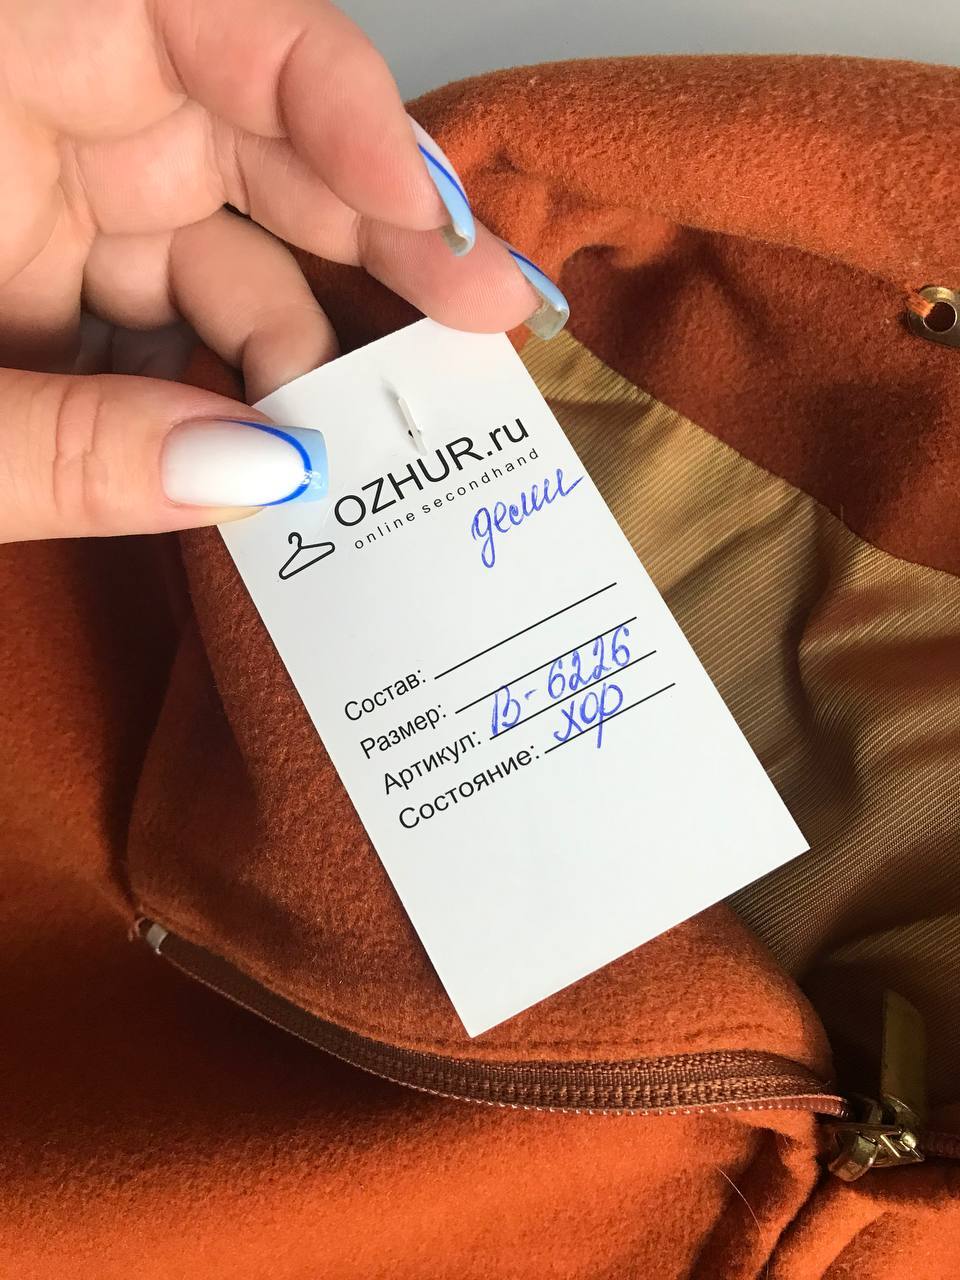 OZHUR.ru
online secondhand
деми
Состав:
Размер:
Артикул: В-6226
Состояние: хор